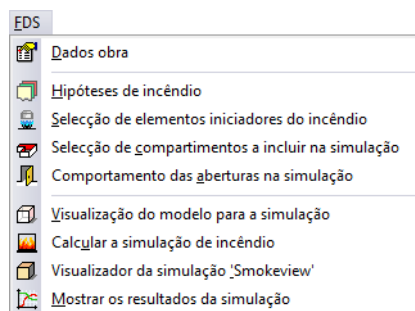 FDS
Dados obra
Hipóteses de incêndio
Selecção de elementos iniciadores do incêndio
Selecção de compartimentos a incluir na simulação
Comportamento das aberturas na simulação
Visualização do modelo para a simulação
Calcular a simulação de incêndio
Visualizador da simulação 'Smokeview'
Mostrar os resultados da simulação